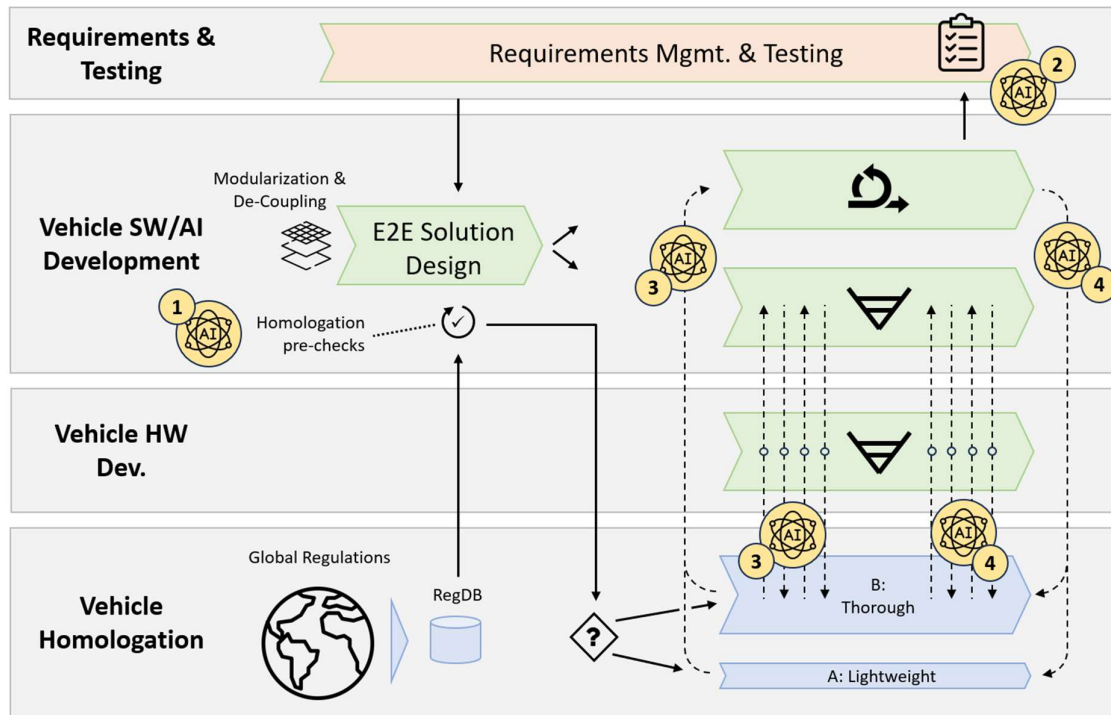 Requirements &
Testing
Requirements Mgmt. & Testing
AI
2
Vehicle SW/AI
Development
Modularization &
De-Coupling
E2E Solution
Design
1
AI
Homologation
pre-checks
AI
3
AI
4
Vehicle HW
Dev.
Vehicle
Homologation
Global Regulations
RegDB
?
AI
3
AI
4
B:
Thorough
A: Lightweight